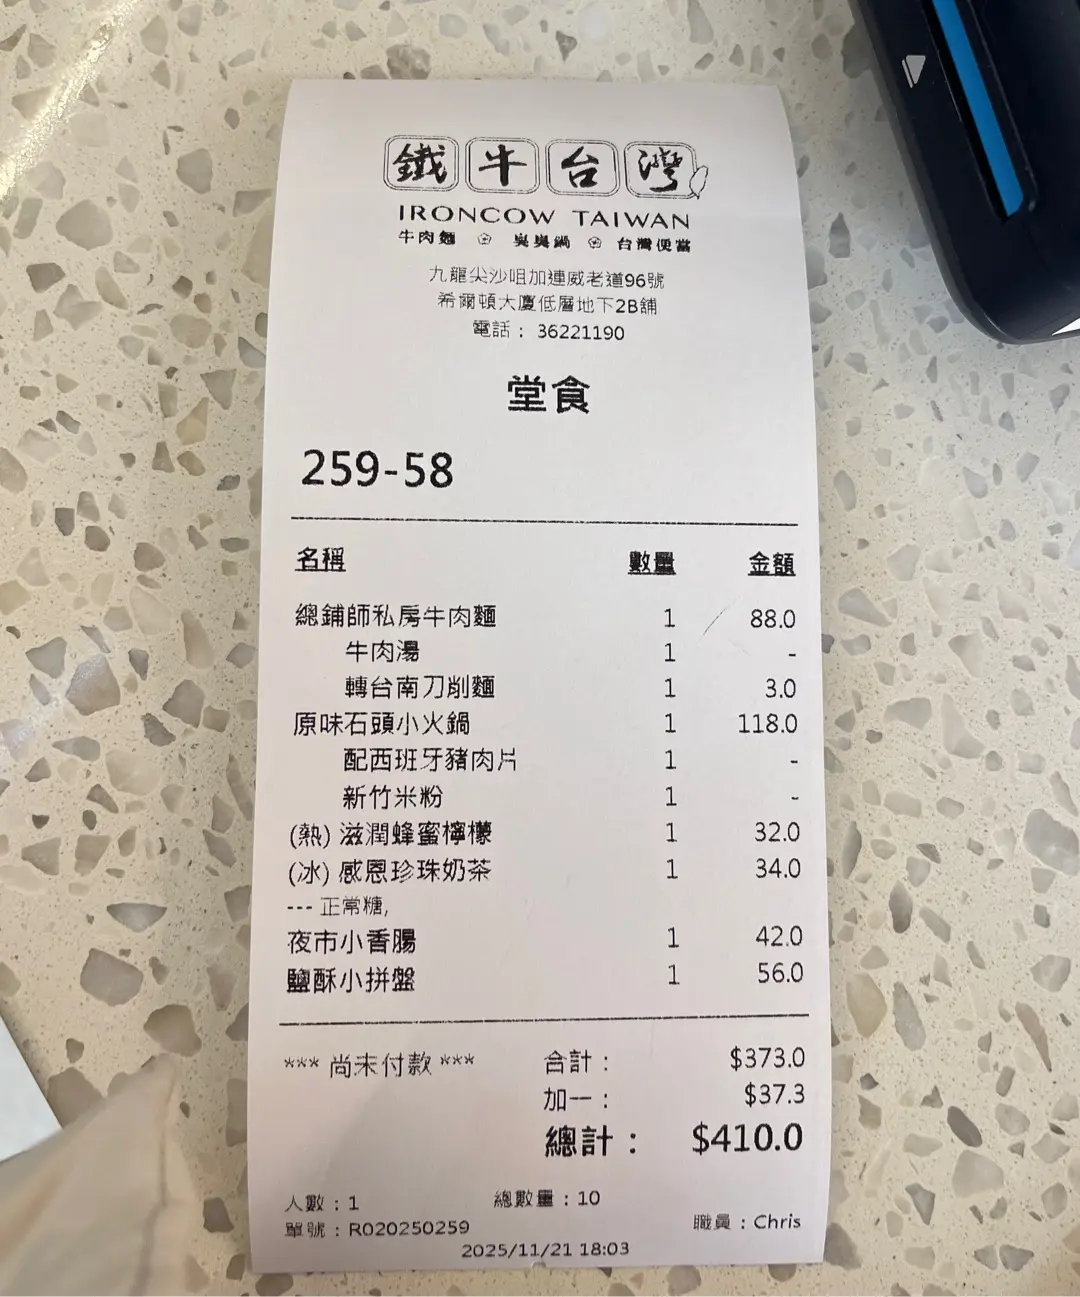 鐵牛台灣
IRONCOW TAIWAN
牛肉麵 臭臭鍋 台灣便當
九龍尖沙咀加連威老道96號
希爾頓大廈低層地下2B舖
電話： 36221190
堂食
259-58
名稱 數量 金額
總鋪師私房牛肉麵 1 88.0
牛肉湯 1 -
轉台南刀削麵 1 3.0
原味石頭小火鍋 1 118.0
配西班牙豬肉片 1 -
新竹米粉 1 -
(熱) 滋潤蜂蜜檸檬 1 32.0
(冰) 感恩珍珠奶茶 1 34.0
--- 正常糖,
夜市小香腸 1 42.0
鹽酥小拼盤 1 56.0
*** 尚未付款 *** 合計： $373.0
加一： $37.3
總計： $410.0
人數：1 總數量：10
單號：R020250259 職員：Chris
2025/11/21 18:03